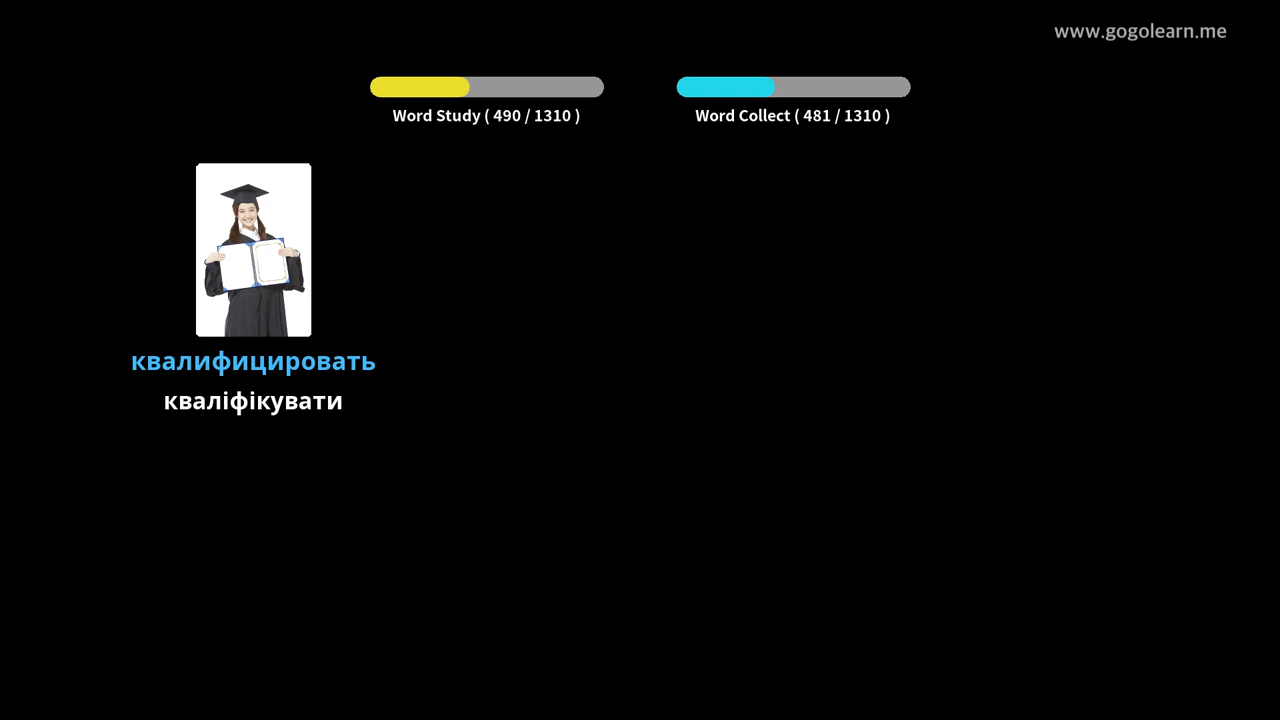 www.gogolearn.me
Word Study ( 490 / 1310 )
Word Collect ( 481 / 1310 )
квалифицировать
кваліфікувати